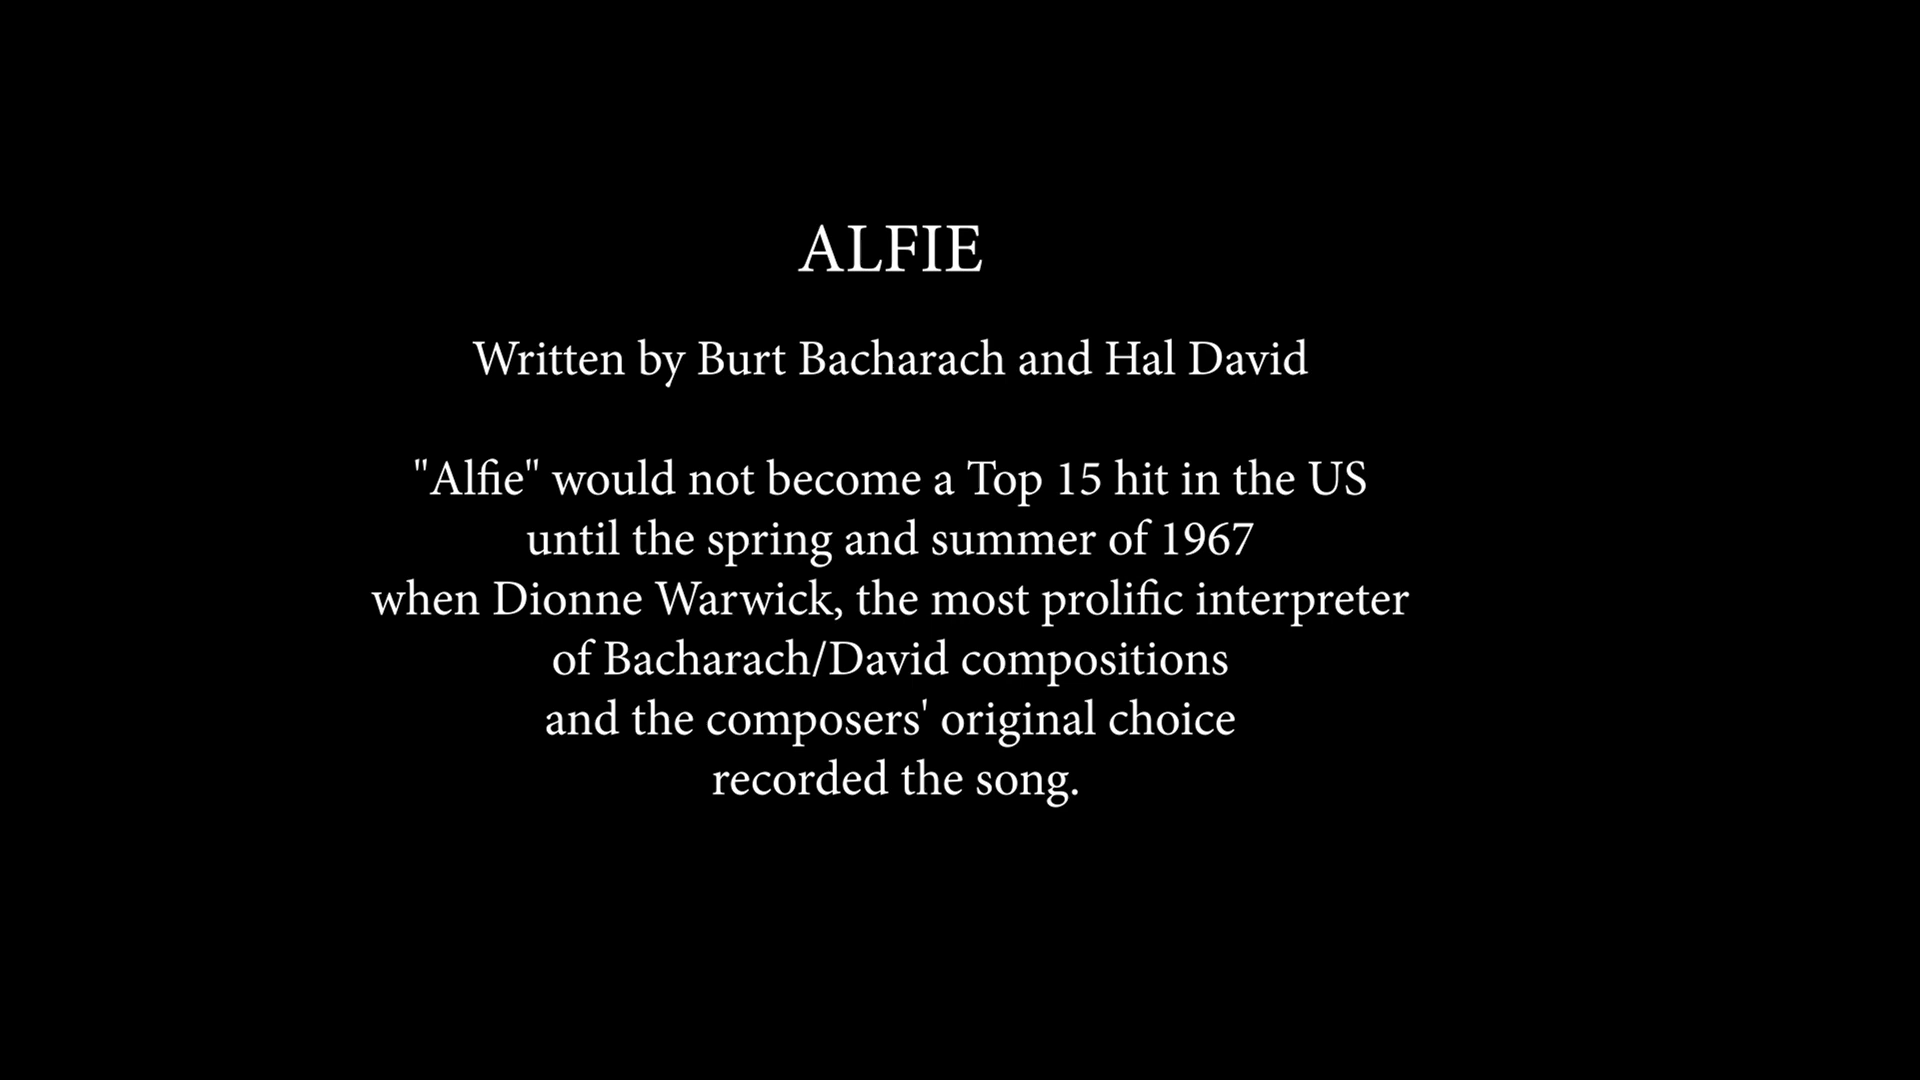 ALFIE
Written by Burt Bacharach and Hal David
"Alfie" would not become a Top 15 hit in the US
until the spring and summer of 1967
when Dionne Warwick, the most prolific interpreter
of Bacharach/David compositions
and the composers' original choice
recorded the song.